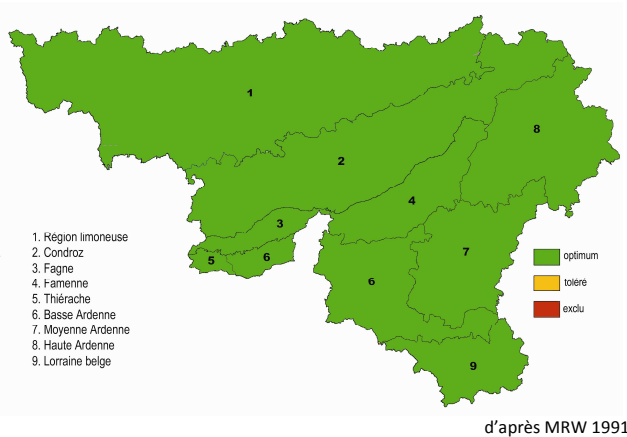 1
8
2
4
3
5
6
7
6
9
1. Région limoneuse
2. Condroz
3. Fagne
4. Famenne
5. Thiérache
6. Basse Ardenne
7. Moyenne Ardenne
8. Haute Ardenne
9. Lorraine belge
optimum
toléré
exclu
d'après MRW 1991